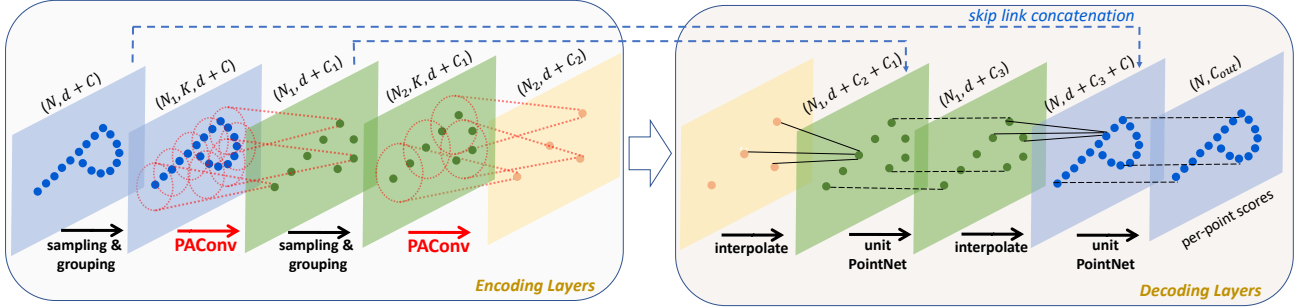 skip link concatenation
(N, d + C)
(N₁, K, d + C)
(N₁, d + C₁)
(N₂, K, d + C₁)
(N₂, d + C₂)
(N₁, d + C₂ + C₁)
(N₁, d + C₃)
(N, d + C₃ + C)
(N, Cₒᵤₜ)
sampling &
grouping
PAConv
sampling &
grouping
PAConv
Encoding Layers
interpolate
unit
PointNet
interpolate
unit
PointNet
per-point scores
Decoding Layers